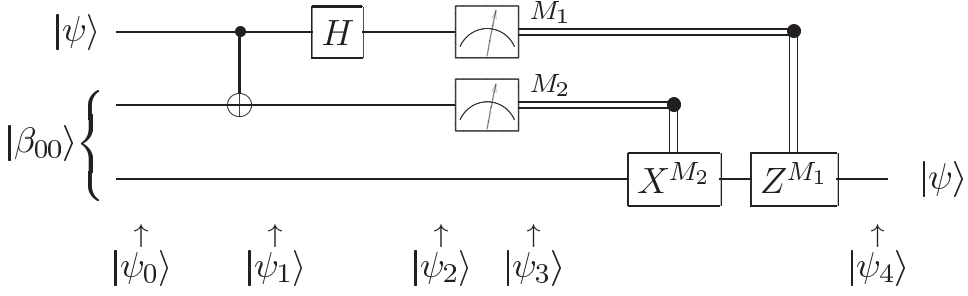 |ψ⟩ H M₁
|β₀₀⟩ M₂
X^{M₂} Z^{M₁} |ψ⟩
↑ ↑ ↑ ↑ ↑
|ψ₀⟩ |ψ₁⟩ |ψ₂⟩ |ψ₃⟩ |ψ₄⟩